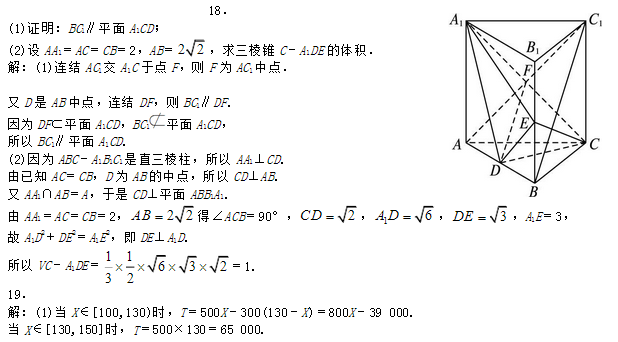 18.
(1)证明：BC₁∥平面A₁CD；
(2)设AA₁＝AC＝CB＝2，AB＝2√2，求三棱锥C－A₁DE的体积.
解：(1)连结AC₁交A₁C于点F，则F为AC₁中点.
又D是AB中点，连结DF，则BC₁∥DF.
因为DF⊂平面A₁CD，BC₁⊄平面A₁CD，
所以BC₁∥平面A₁CD.
(2)因为ABC－A₁B₁C₁是直三棱柱，所以AA₁⊥CD.
由已知AC＝CB，D为AB的中点，所以CD⊥AB.
又AA₁∩AB＝A，于是CD⊥平面ABB₁A₁.
由AA₁＝AC＝CB＝2，AB＝2√2得∠ACB＝90°，CD＝√2，A₁D＝√6，DE＝√3，A₁E＝3，
故A₁D²＋DE²＝A₁E²，即DE⊥A₁D.
所以VC－A₁DE＝1/3×1/2×√6×√3×√2＝1.
19.
解：(1)当X∈[100,130)时，T＝500X－300(130－X)＝800X－39 000.
当X∈[130,150]时，T＝500×130＝65 000.
A₁
C₁
B₁
F
E
A
C
D
B